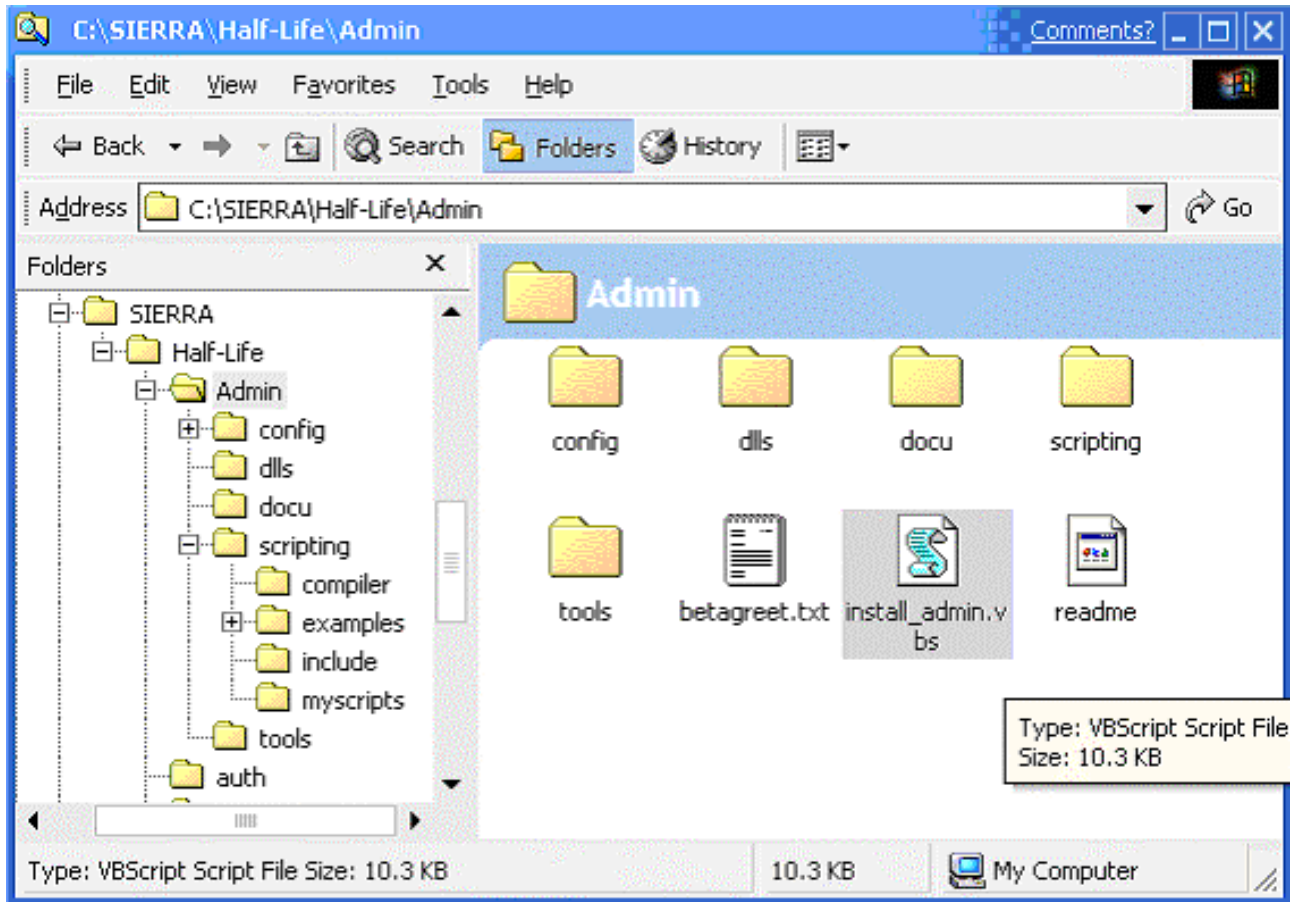 C:\SIERRA\Half-Life\Admin Comments?
File Edit View Favorites Tools Help
Back Search Folders History
Address C:\SIERRA\Half-Life\Admin Go
Folders
SIERRA
Half-Life
Admin
config
dlls
docu
scripting
compiler
examples
include
myscripts
tools
auth
Admin
config dlls docu scripting
tools betagreet.txt install_admin.v readme
bs
Type: VBScript Script File
Size: 10.3 KB
Type: VBScript Script File Size: 10.3 KB 10.3 KB My Computer